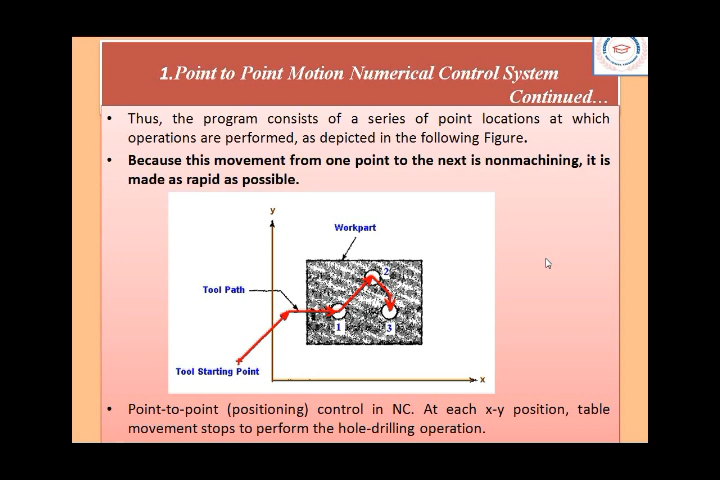 1.Point to Point Motion Numerical Control System
Continued...
• Thus, the program consists of a series of point locations at which
operations are performed, as depicted in the following Figure.
• Because this movement from one point to the next is nonmachining, it is
made as rapid as possible.
y
Workpart
2
Tool Path
1
3
Tool Starting Point
x
• Point-to-point (positioning) control in NC. At each x-y position, table
movement stops to perform the hole-drilling operation.